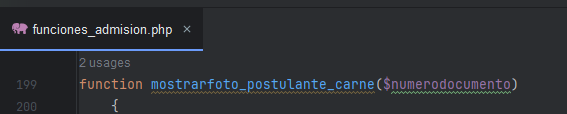 funciones_admision.php ×
2 usages
199 function mostrarfoto_postulante_carne($numerodocumento)
200 {